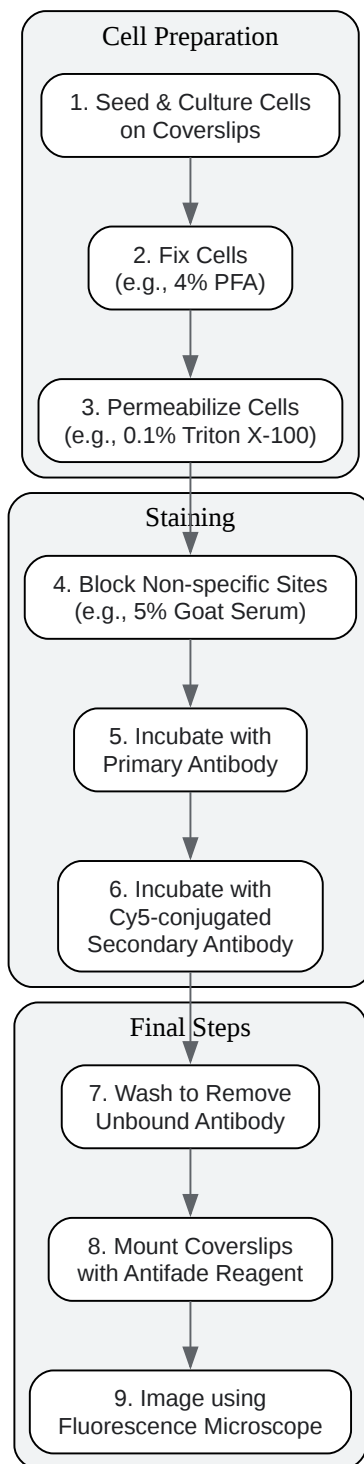 Cell Preparation
1. Seed & Culture Cells
on Coverslips
2. Fix Cells
(e.g., 4% PFA)
3. Permeabilize Cells
(e.g., 0.1% Triton X-100)
Staining
4. Block Non-specific Sites
(e.g., 5% Goat Serum)
5. Incubate with
Primary Antibody
6. Incubate with
Cy5-conjugated
Secondary Antibody
Final Steps
7. Wash to Remove
Unbound Antibody
8. Mount Coverslips
with Antifade Reagent
9. Image using
Fluorescence Microscope